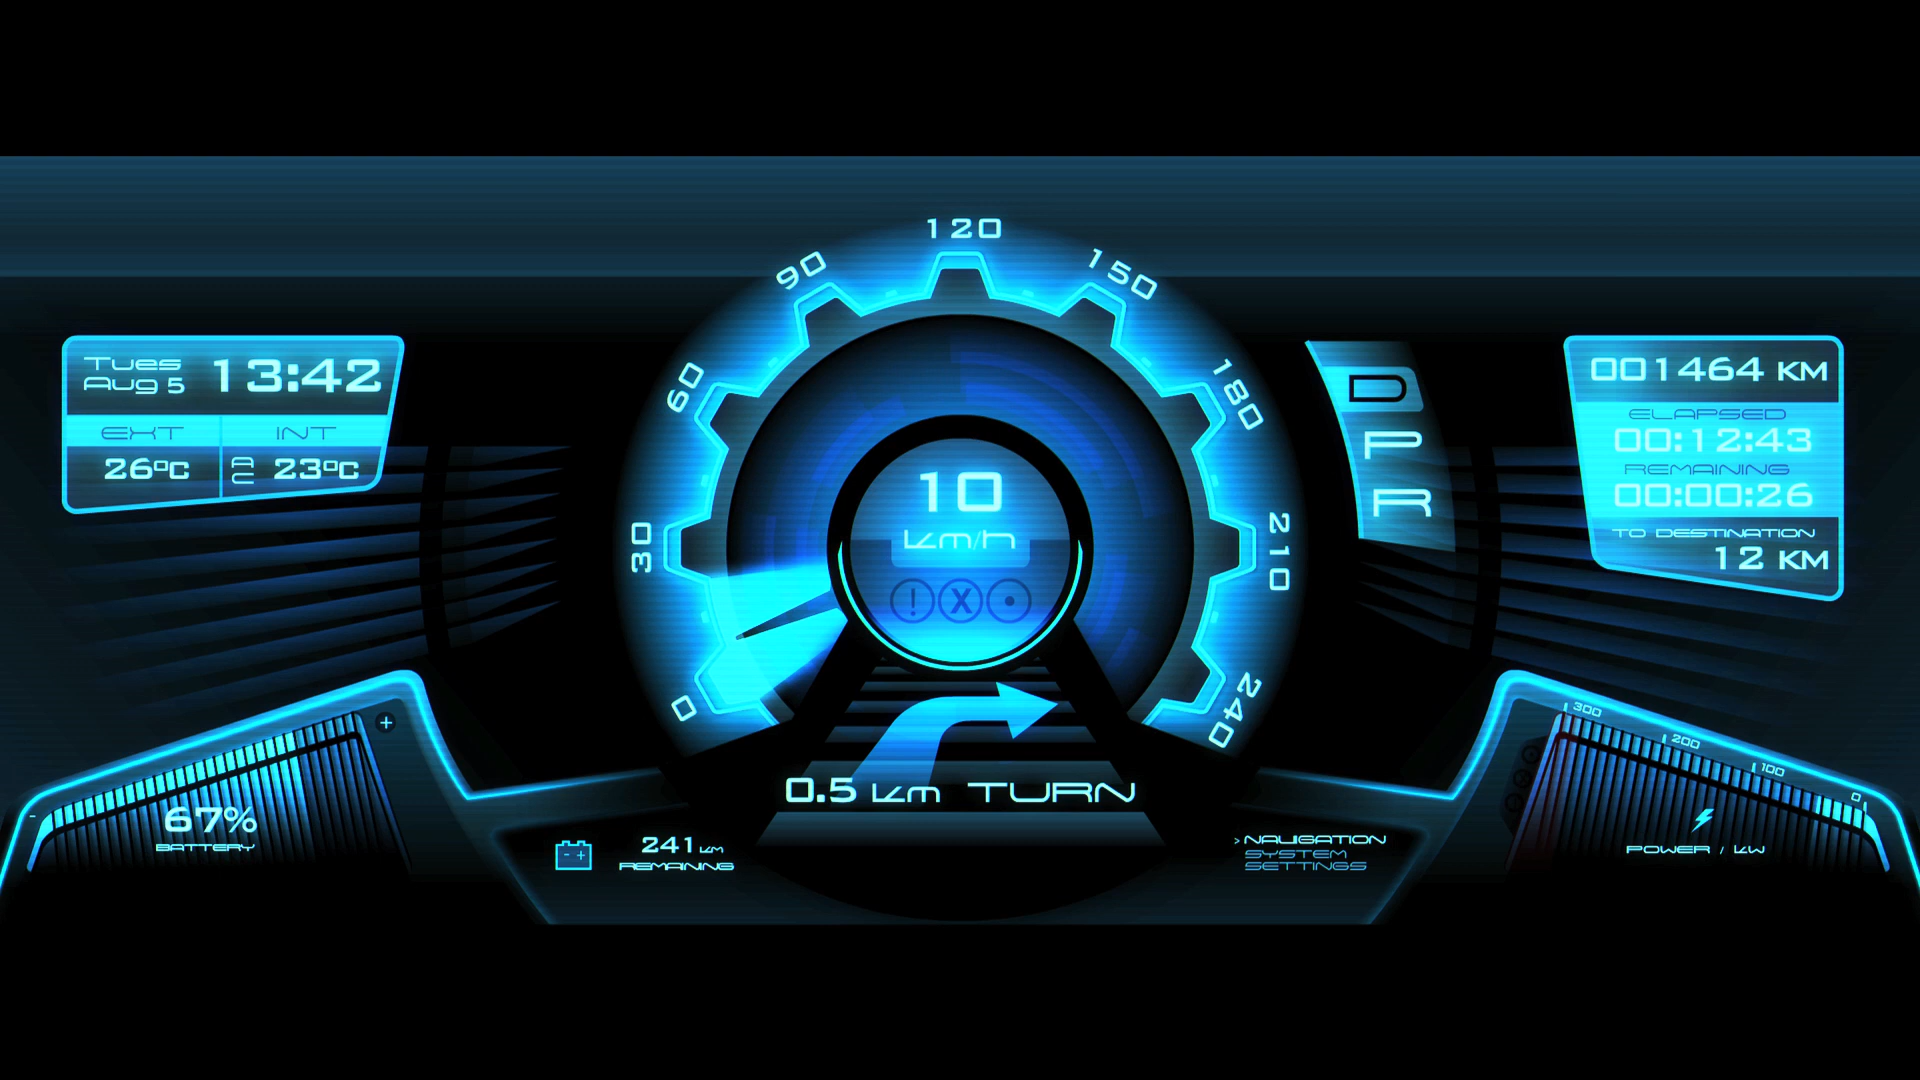 120
90
150
60
180
30
210
0
240
Tues
Aug 5
13:42
EXT
INT
26ºC
AC
23ºC
10
km/h
! X
D
P
R
001464 KM
ELAPSED
00:12:43
REMAINING
00:00:26
TO DESTINATION
12 KM
0.5 km TURN
- +
67%
BATTERY
- +
241 KM
REMAINING
> NAVIGATION
SYSTEM
SETTINGS
300
200
100
0
POWER / KW